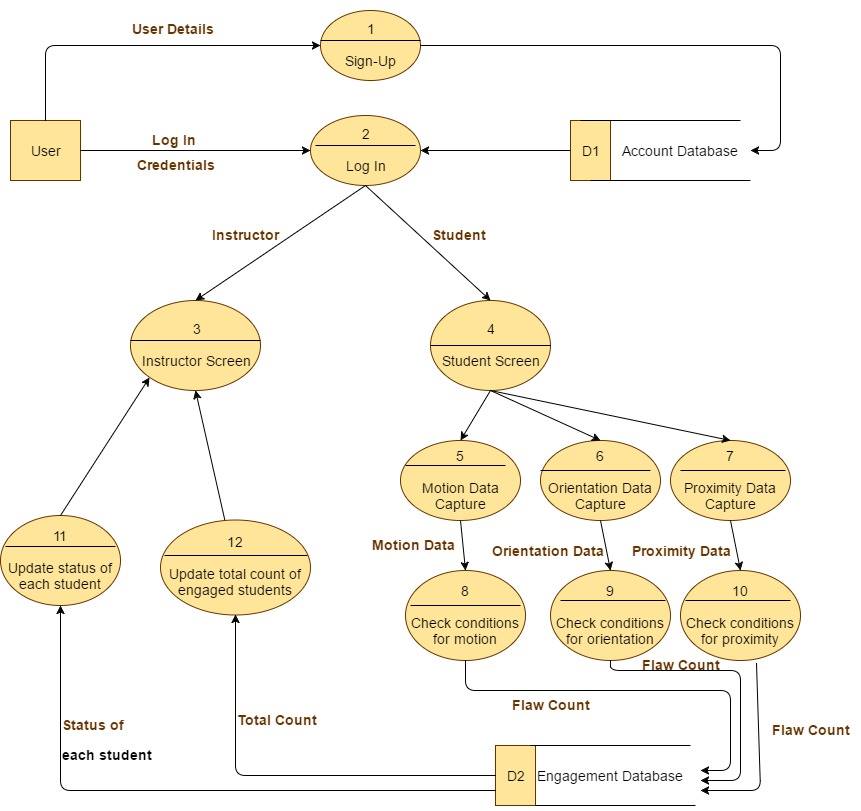 User Details
1
Sign-Up
User
Log In
Credentials
2
Log In
D1
Account Database
Instructor
Student
3
Instructor Screen
4
Student Screen
5
Motion Data
Capture
6
Orientation Data
Capture
7
Proximity Data
Capture
11
Update status of
each student
12
Update total count of
engaged students
Motion Data
Orientation Data
Proximity Data
8
Check conditions
for motion
9
Check conditions
for orientation
10
Check conditions
for proximity
Flaw Count
Flaw Count
Flaw Count
Status of
each student
Total Count
D2
Engagement Database